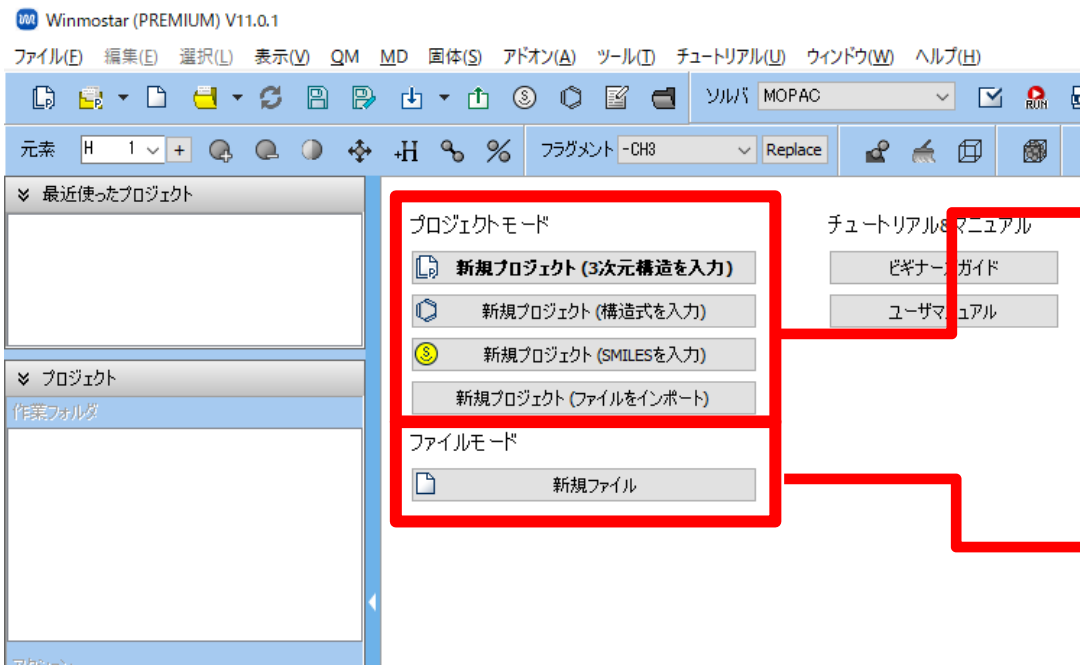 Winmostar (PREMIUM) V11.0.1
ファイル(F) 編集(E) 選択(L) 表示(V) QM MD 固体(S) アドオン(A) ツール(T) チュートリアル(U) ウィンドウ(W) ヘルプ(H)
ソルバ MOPAC RUN
元素 H 1 + +H フラグメント -CH3 Replace
最近使ったプロジェクト
プロジェクトモード
チュートリアル&マニュアル
新規プロジェクト (3次元構造を入力)
ビギナーズガイド
新規プロジェクト (構造式を入力)
ユーザマニュアル
新規プロジェクト (SMILESを入力)
プロジェクト
新規プロジェクト (ファイルをインポート)
作業フォルダ
ファイルモード
新規ファイル